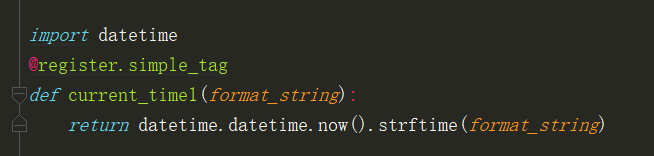 import datetime
@register.simple_tag
def current_time1(format_string):
    return datetime.datetime.now().strftime(format_string)